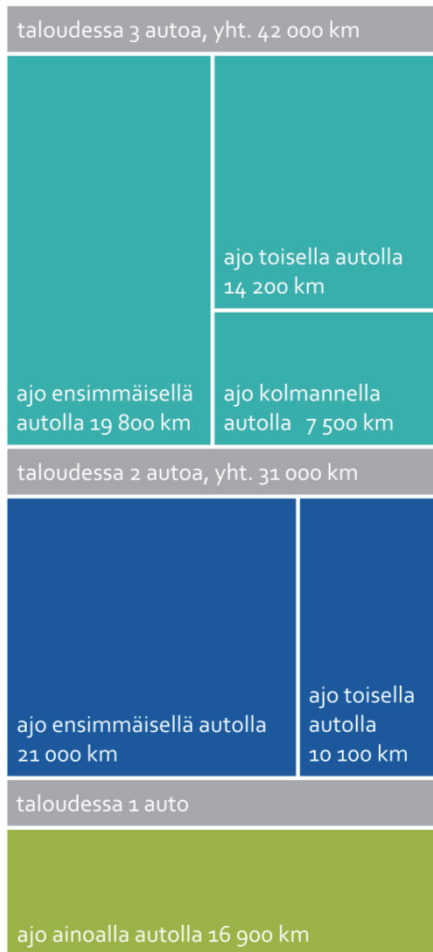 taloudessa 3 autoa, yht. 42 000 km
ajo ensimmäisellä
autolla 19 800 km
ajo toisella autolla
14 200 km
ajo kolmannella
autolla 7 500 km
taloudessa 2 autoa, yht. 31 000 km
ajo ensimmäisellä autolla
21 000 km
ajo toisella
autolla
10 100 km
taloudessa 1 auto
ajo ainoalla autolla 16 900 km